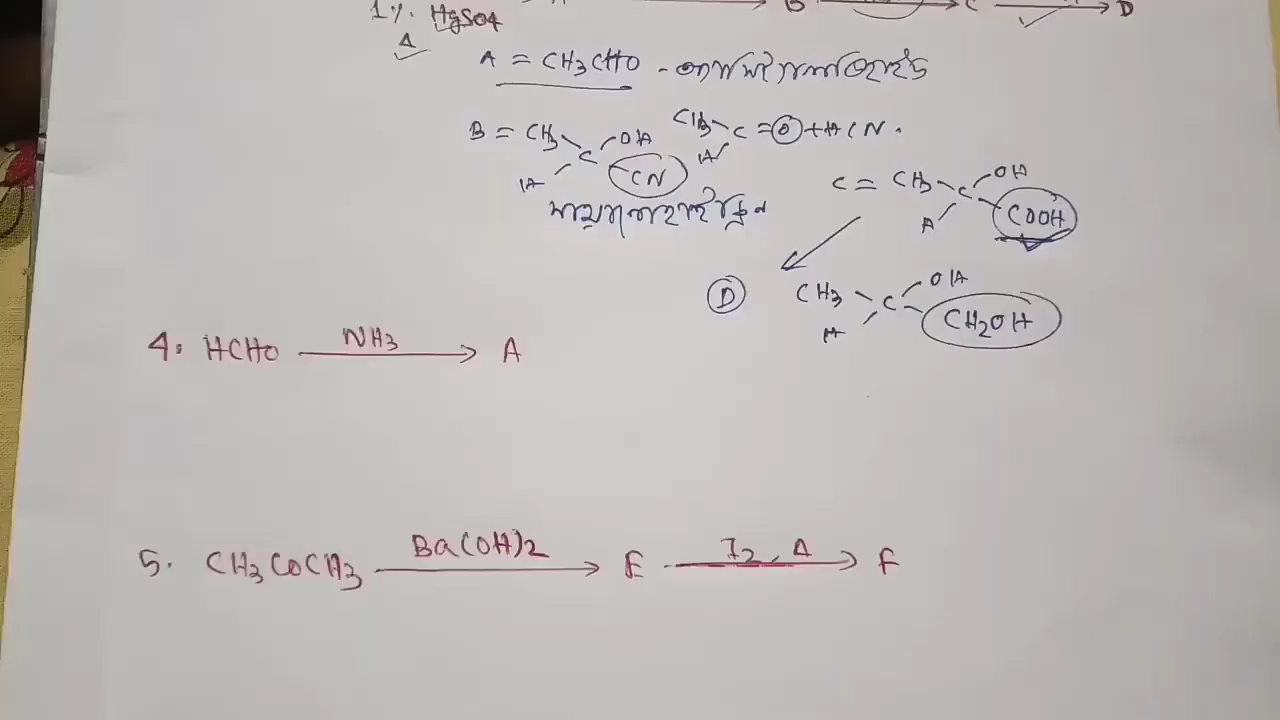 1%. HgSO4
B C D
Δ
A = CH3CHO
B = CH3 C OH H CN
CH3 C = O + HCN.
C = CH3 C OH H COOH
D CH3 C OH H CH2OH
4. HCHO NH3 A
5. CH3COCH3 Ba(OH)2 E I2, Δ F